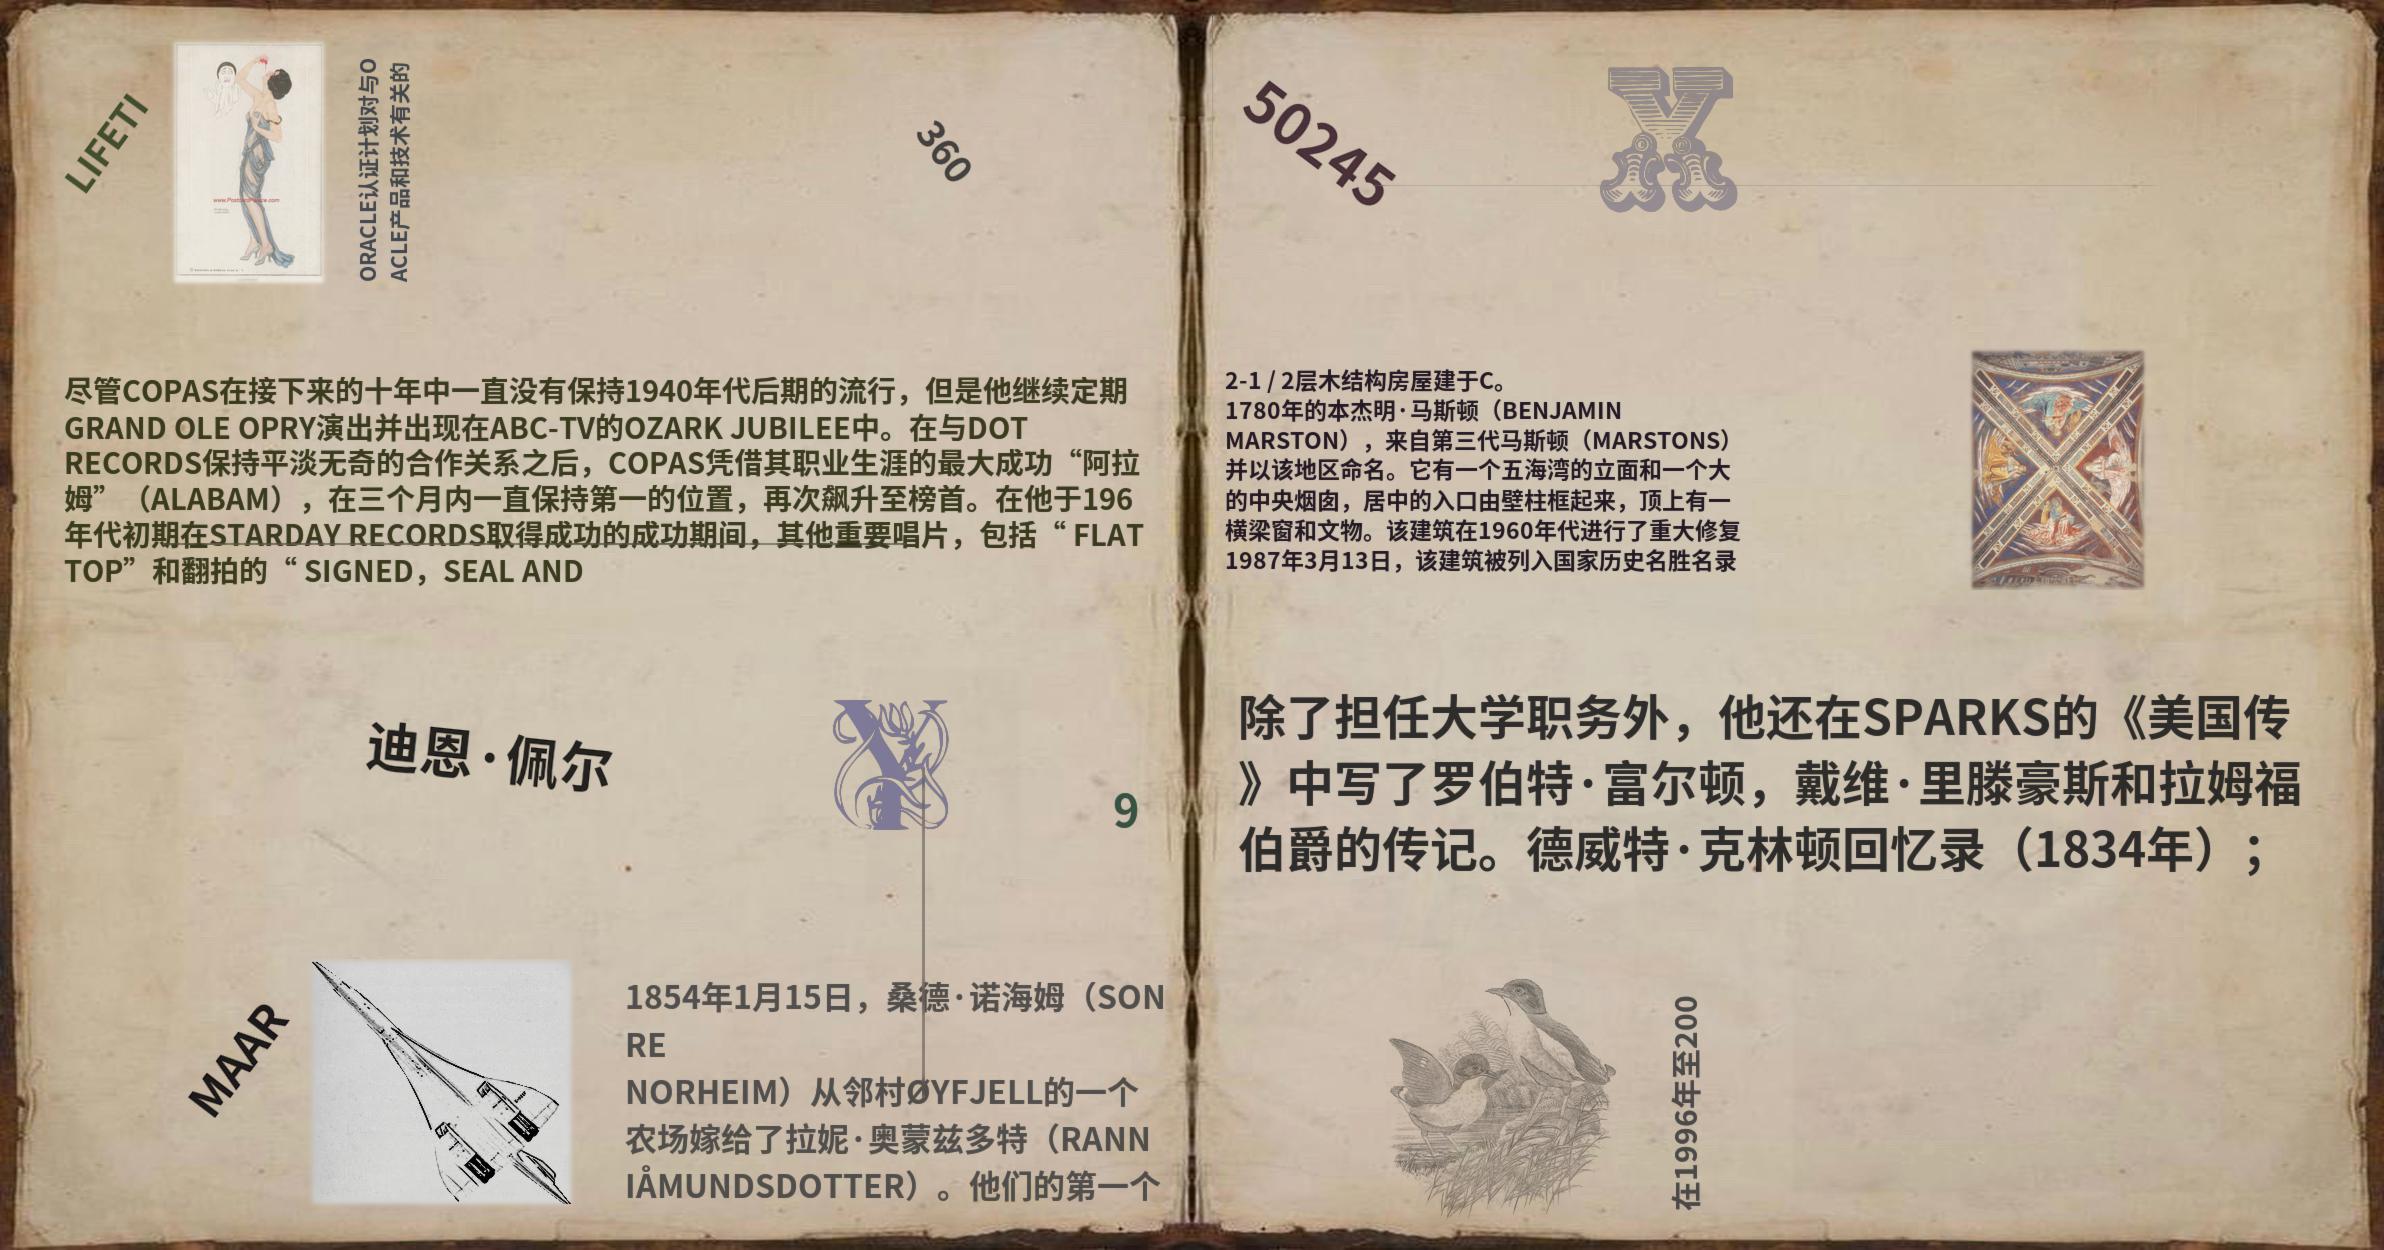 LIFETI
www.PostcardPalace.com
ORACLE认证计划对与O
ACLE产品和技术有关的
360
尽管COPAS在接下来的十年中一直没有保持1940年代后期的流行，但是他继续定期
GRAND OLE OPRY演出并出现在ABC-TV的OZARK JUBILEE中。在与DOT
RECORDS保持平淡无奇的合作关系之后，COPAS凭借其职业生涯的最大成功“阿拉
姆”（ALABAM），在三个月内一直保持第一的位置，再次飙升至榜首。在他于196
年代初期在STARDAY RECORDS取得成功的成功期间，其他重要唱片，包括“ FLAT
TOP”和翻拍的“ SIGNED，SEAL AND
迪恩·佩尔
Y
9
MAAR
1854年1月15日，桑德·诺海姆（SON
RE
NORHEIM）从邻村ØYFJELL的一个
农场嫁给了拉妮·奥蒙兹多特（RANN
IÅMUNDSDOTTER）。他们的第一个
50245
Y
2-1 / 2层木结构房屋建于C。
1780年的本杰明·马斯顿（BENJAMIN
MARSTON），来自第三代马斯顿（MARSTONS）
并以该地区命名。它有一个五海湾的立面和一个大
的中央烟囱，居中的入口由壁柱框起来，顶上有一
横梁窗和文物。该建筑在1960年代进行了重大修复
1987年3月13日，该建筑被列入国家历史名胜名录
除了担任大学职务外，他还在SPARKS的《美国传
》中写了罗伯特·富尔顿，戴维·里滕豪斯和拉姆福
伯爵的传记。德威特·克林顿回忆录（1834年）；
在1996年至200